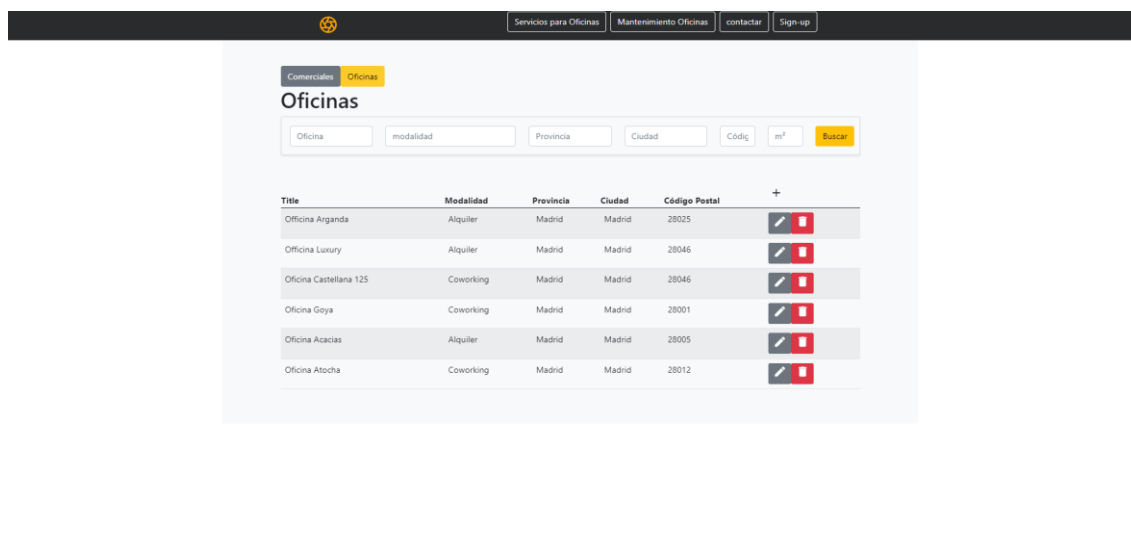 Servicios para Oficinas Mantenimiento Oficinas contactar Sign-up
Comerciales Oficinas
Oficinas
Oficina modalidad Provincia Ciudad Códig m² Buscar
+
Title Modalidad Provincia Ciudad Código Postal
Officina Arganda Alquiler Madrid Madrid 28025
Officina Luxury Alquiler Madrid Madrid 28046
Oficina Castellana 125 Coworking Madrid Madrid 28046
Oficina Goya Coworking Madrid Madrid 28001
Oficina Acacias Alquiler Madrid Madrid 28005
Oficina Atocha Coworking Madrid Madrid 28012